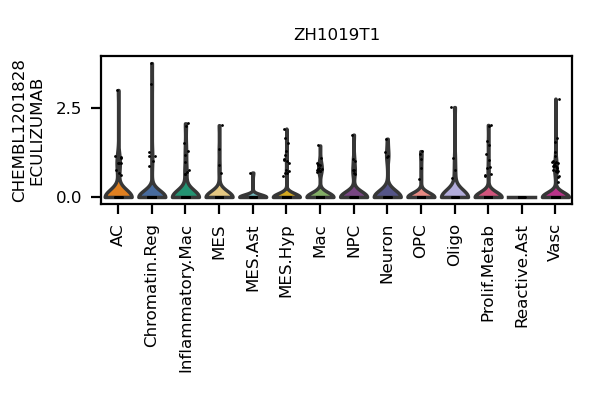 ZH1019T1
CHEMBL1201828
ECULIZUMAB
2.5
0.0
AC
Chromatin.Reg
Inflammatory.Mac
MES
MES.Ast
MES.Hyp
Mac
NPC
Neuron
OPC
Oligo
Prolif.Metab
Reactive.Ast
Vasc